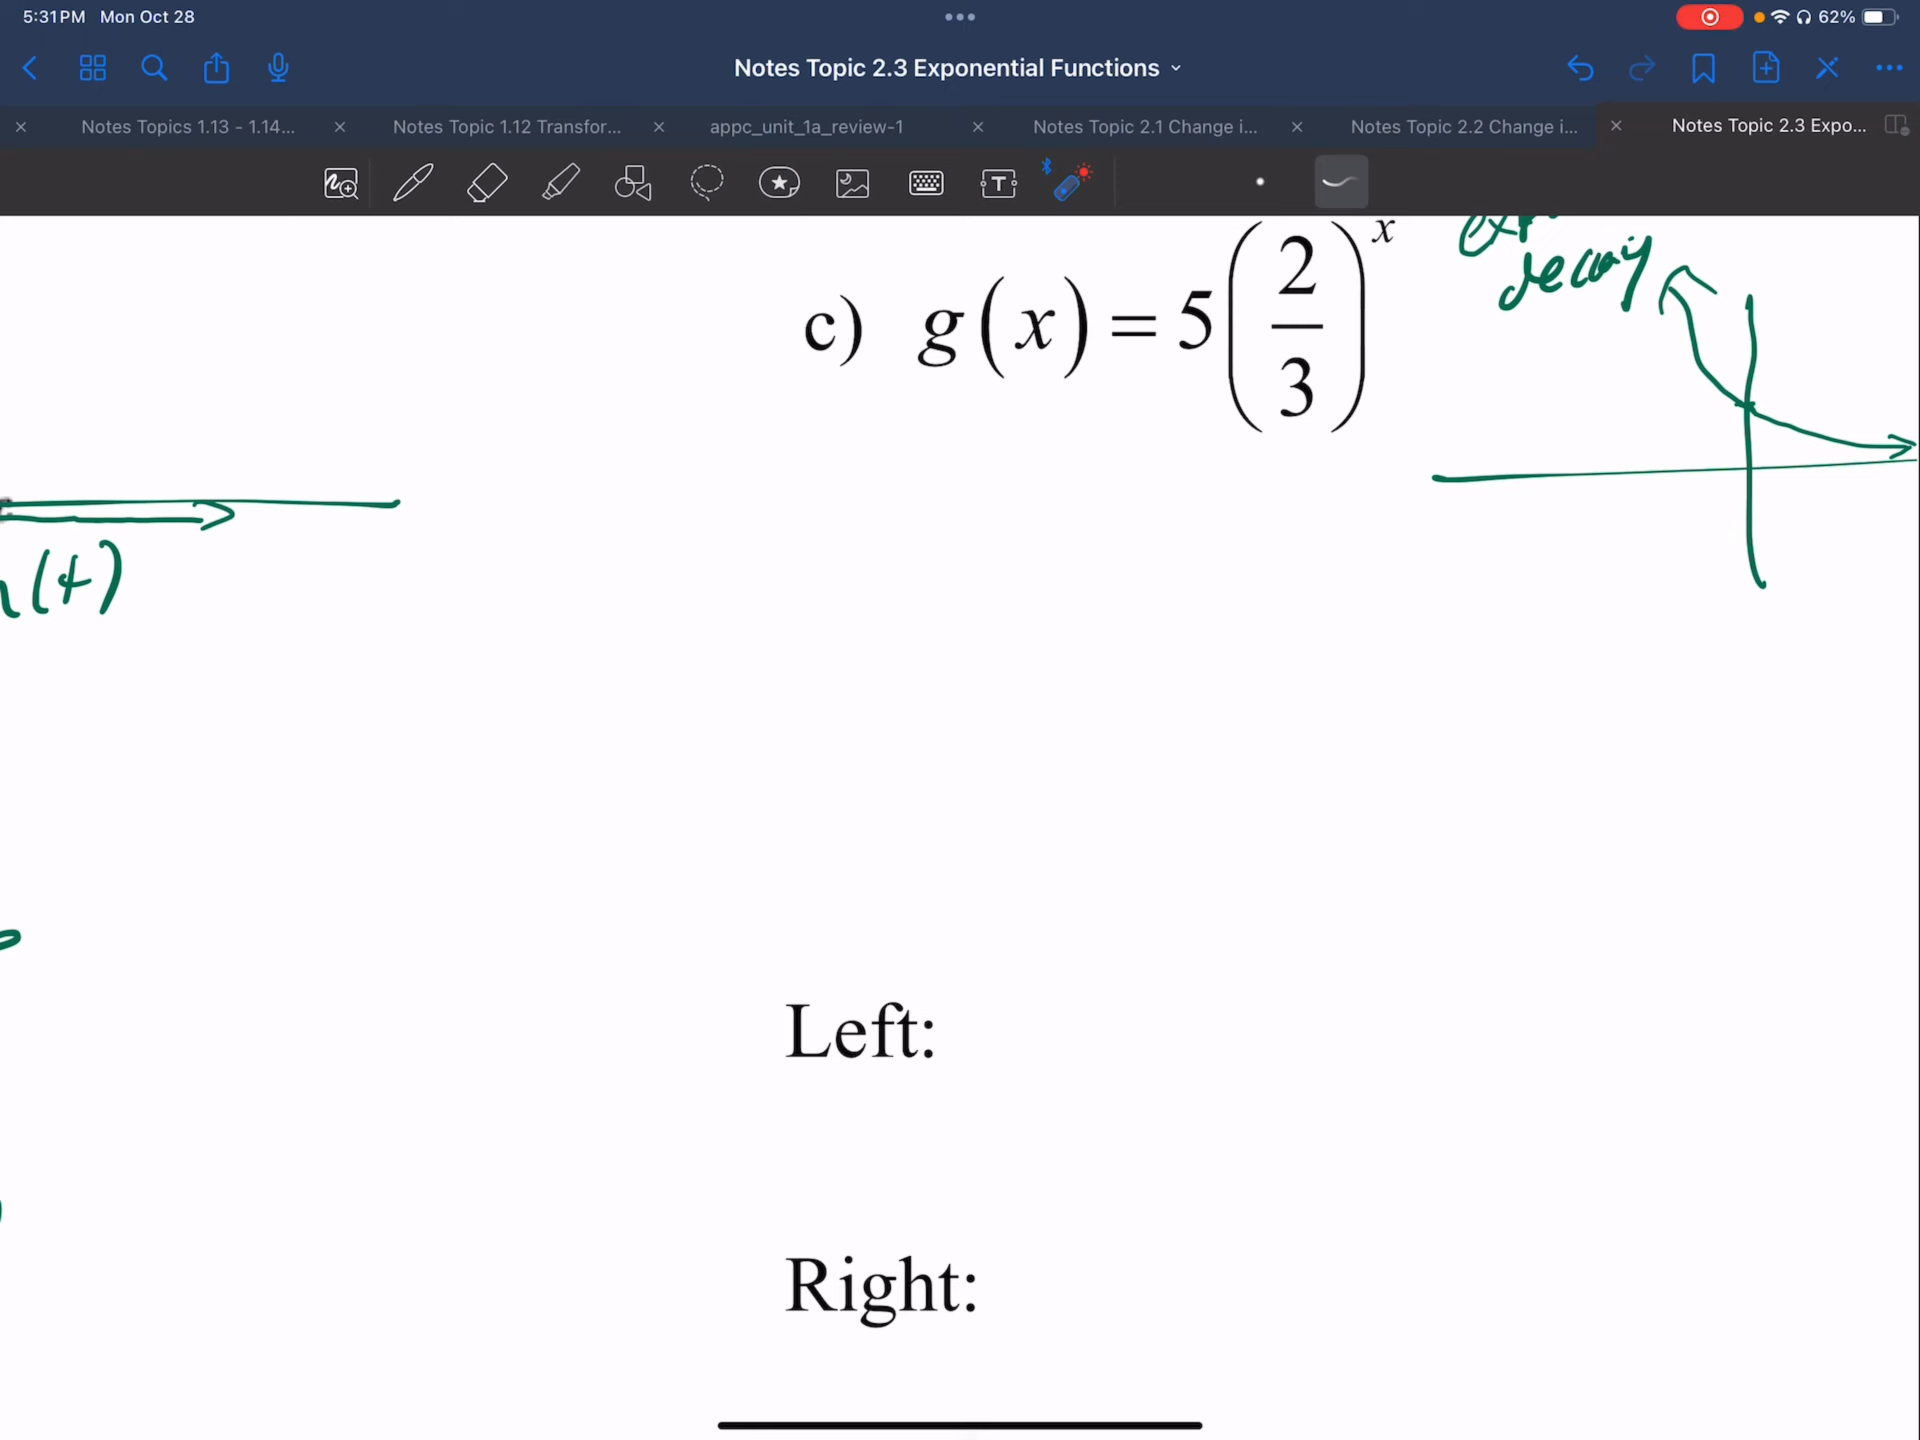 5:31 PM Mon Oct 28
62%
Notes Topic 2.3 Exponential Functions
Notes Topics 1.13 - 1.14...
Notes Topic 1.12 Transfor...
appc_unit_1a_review-1
Notes Topic 2.1 Change i...
Notes Topic 2.2 Change i...
Notes Topic 2.3 Expo...
c) g(x) = 5(2/3)^x
decay
(t)
Left:
Right: